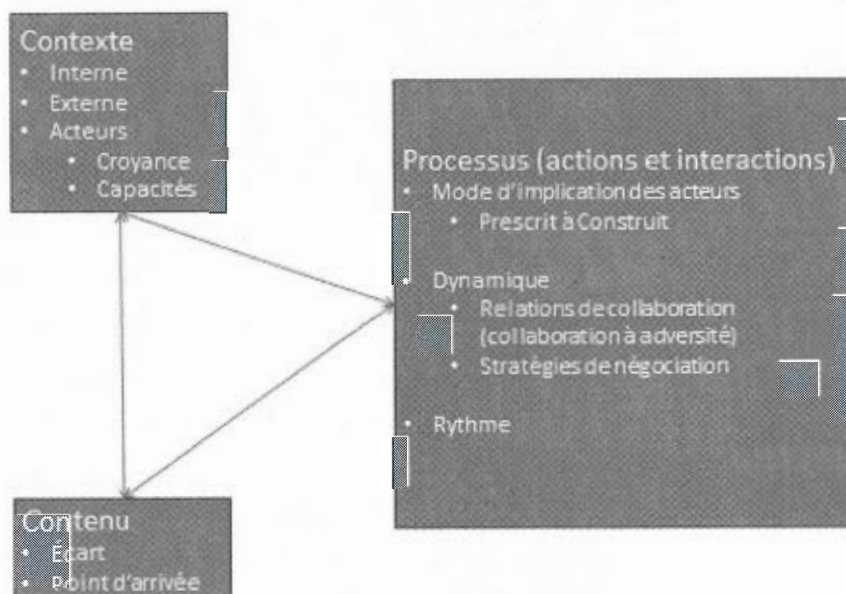 Contexte
• Interne
• Externe
• Acteurs
• Croyance
• Capacités
Processus (actions et interactions)
• Mode d'implication des acteurs
• Prescrit à Construit
• Dynamique
• Relations de collaboration
(collaboration à adversité)
• Stratégies de négociation
• Rythme
Contenu
• Écart
• Point d'arrivée